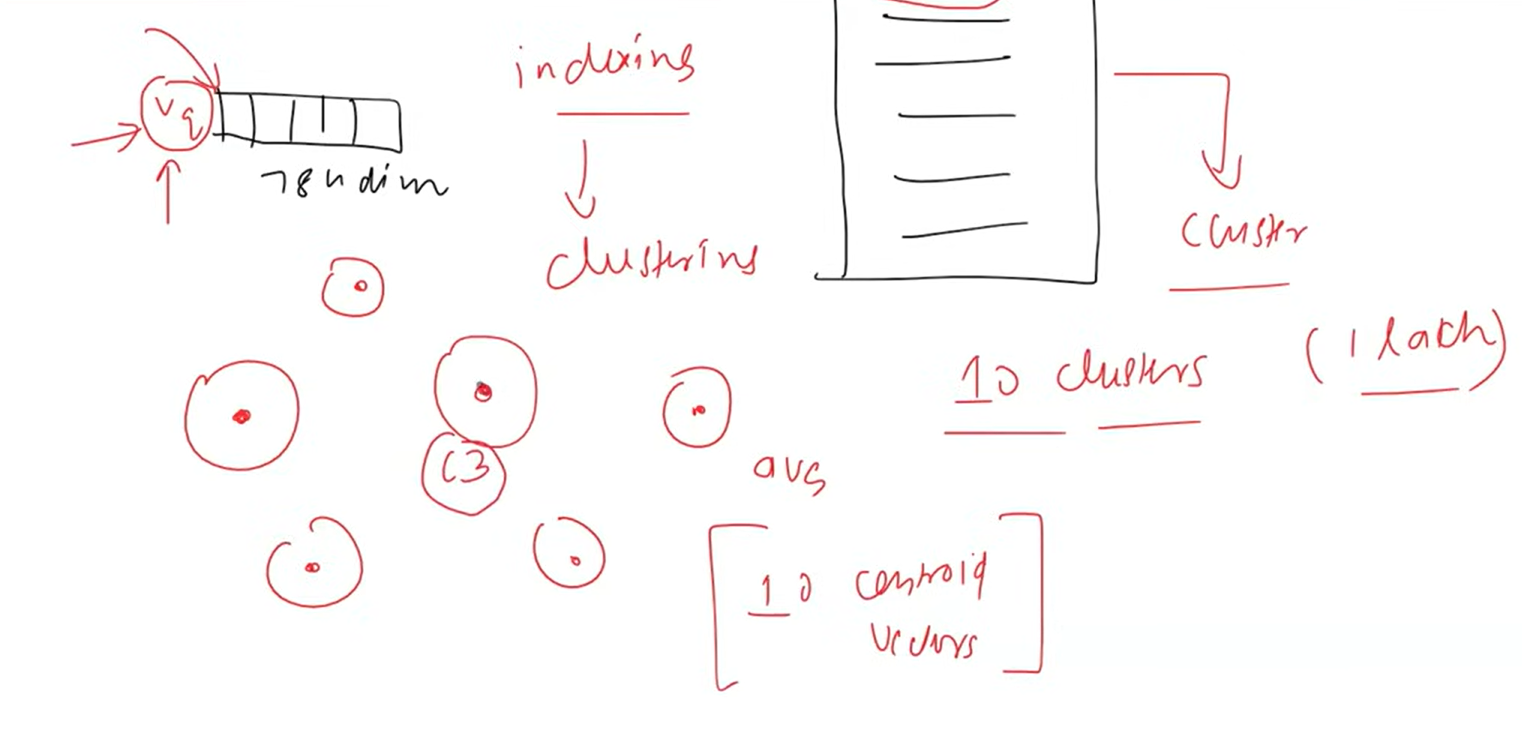 vq
784 dim
indexing
clustering
cluster
10 clusters (1 lakh)
C3
avg
10 centroid
vectors